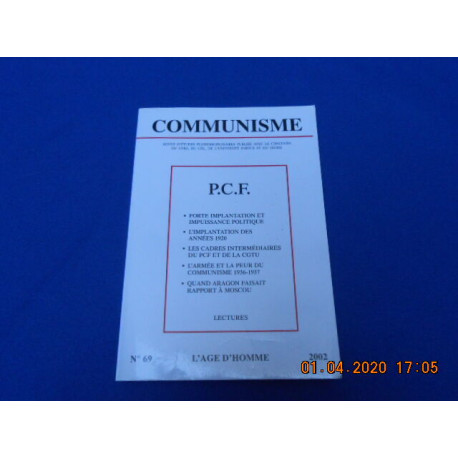 COMMUNISME
P.C.F.
• PORTE IMPLANTATION ET
IMPUISSANCE POLITIQUE
• L'IMPLANTATION DES
ANNÉES 1920
• LES CADRES INTERMÉDIAIRES
DU PCF ET DE LA CGTU
• L'ARMÉE ET LA PEUR DU
COMMUNISME 1936-1937
• QUAND ARAGON FAISAIT
RAPPORT À MOSCOU
LECTURES
N° 69 L'AGE D'HOMME 2002
01.04.2020 17:05